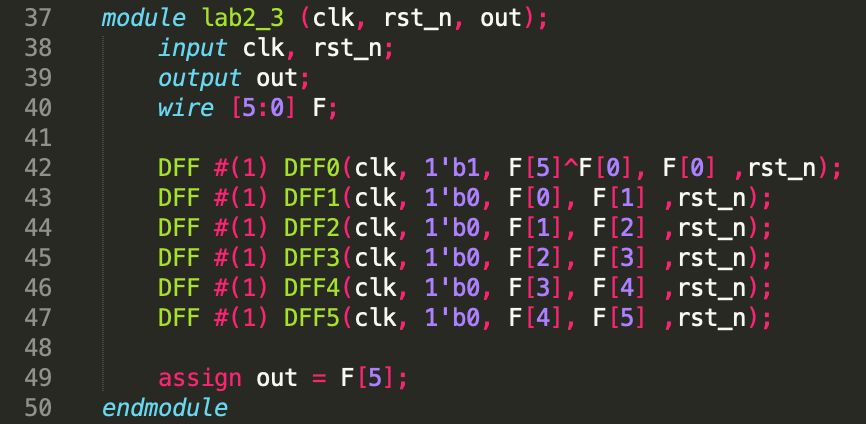 37 module lab2_3 (clk, rst_n, out);
38 input clk, rst_n;
39 output out;
40 wire [5:0] F;
41
42 DFF #(1) DFF0(clk, 1'b1, F[5]^F[0], F[0] ,rst_n);
43 DFF #(1) DFF1(clk, 1'b0, F[0], F[1] ,rst_n);
44 DFF #(1) DFF2(clk, 1'b0, F[1], F[2] ,rst_n);
45 DFF #(1) DFF3(clk, 1'b0, F[2], F[3] ,rst_n);
46 DFF #(1) DFF4(clk, 1'b0, F[3], F[4] ,rst_n);
47 DFF #(1) DFF5(clk, 1'b0, F[4], F[5] ,rst_n);
48
49 assign out = F[5];
50 endmodule